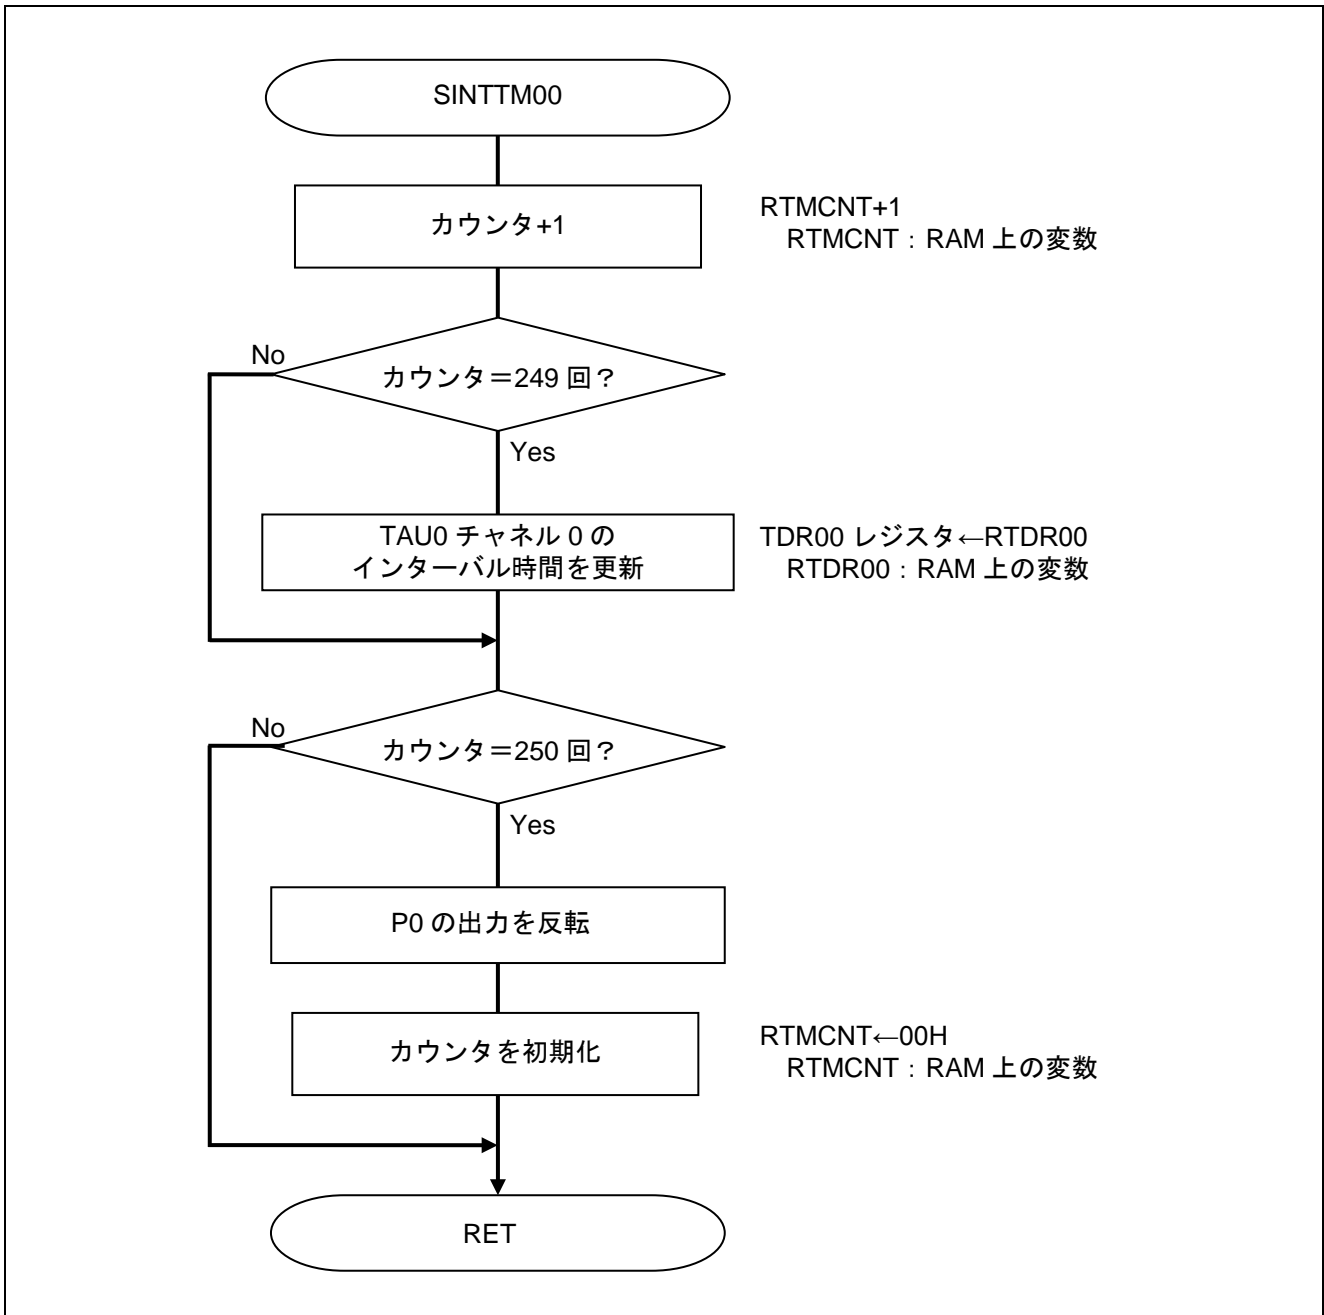 SINTTM00
カウンタ+1
RTMCNT+1
RTMCNT：RAM 上の変数
No
カウンタ＝249 回？
Yes
TAU0 チャネル 0 の
インターバル時間を更新
TDR00 レジスタ←RTDR00
RTDR00：RAM 上の変数
No
カウンタ＝250 回？
Yes
P0 の出力を反転
カウンタを初期化
RTMCNT←00H
RTMCNT：RAM 上の変数
RET